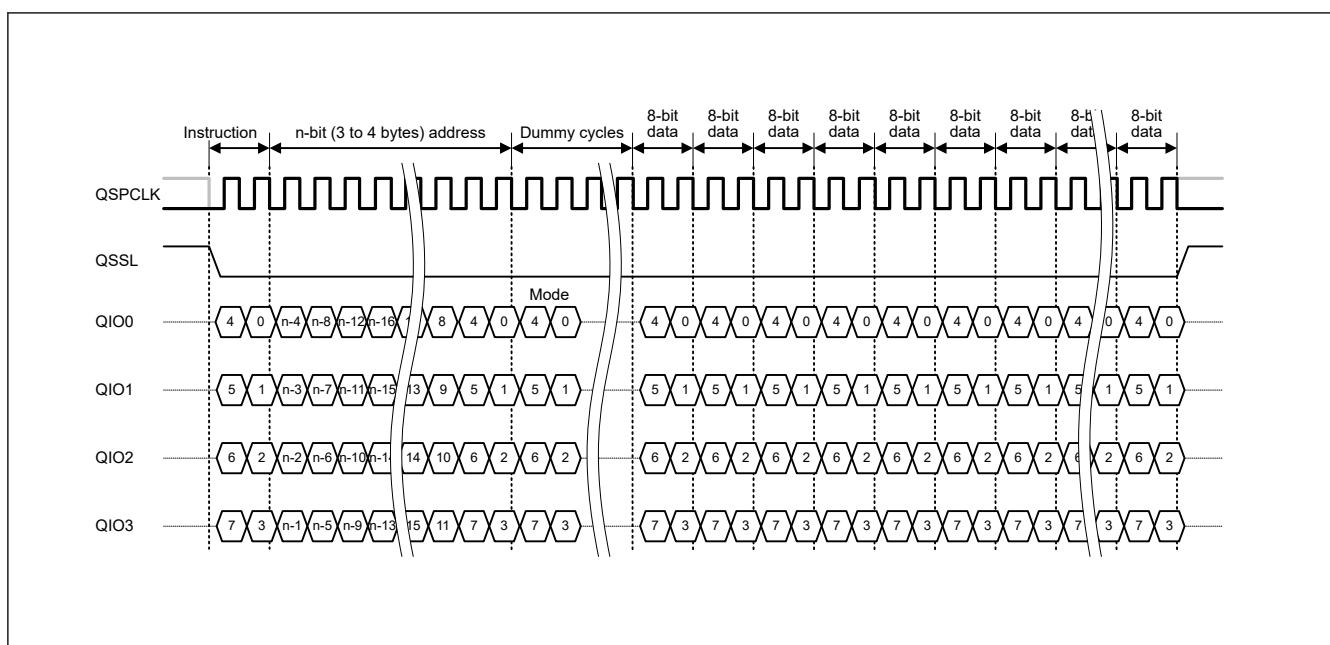 Instruction n-bit (3 to 4 bytes) address Dummy cycles 8-bit data 8-bit data 8-bit data 8-bit data 8-bit data 8-bit data 8-bit data 8-bit data
QSPCLK
QSSL
Mode
QIO0 4 0 n-4 n-8 n-12 n-16 8 4 0 4 0 4 0 4 0 4 0 4 0 4 0 4 0 4 0 4 0 4 0
QIO1 5 1 n-3 n-7 n-11 n-15 13 9 5 1 5 1 5 1 5 1 5 1 5 1 5 1 5 1 5 1 5 1 5 1
QIO2 6 2 n-2 n-6 n-10 n-14 14 10 6 2 6 2 6 2 6 2 6 2 6 2 6 2 6 2 6 2 6 2 6 2
QIO3 7 3 n-1 n-5 n-9 n-13 15 11 7 3 7 3 7 3 7 3 7 3 7 3 7 3 7 3 7 3 7 3 7 3